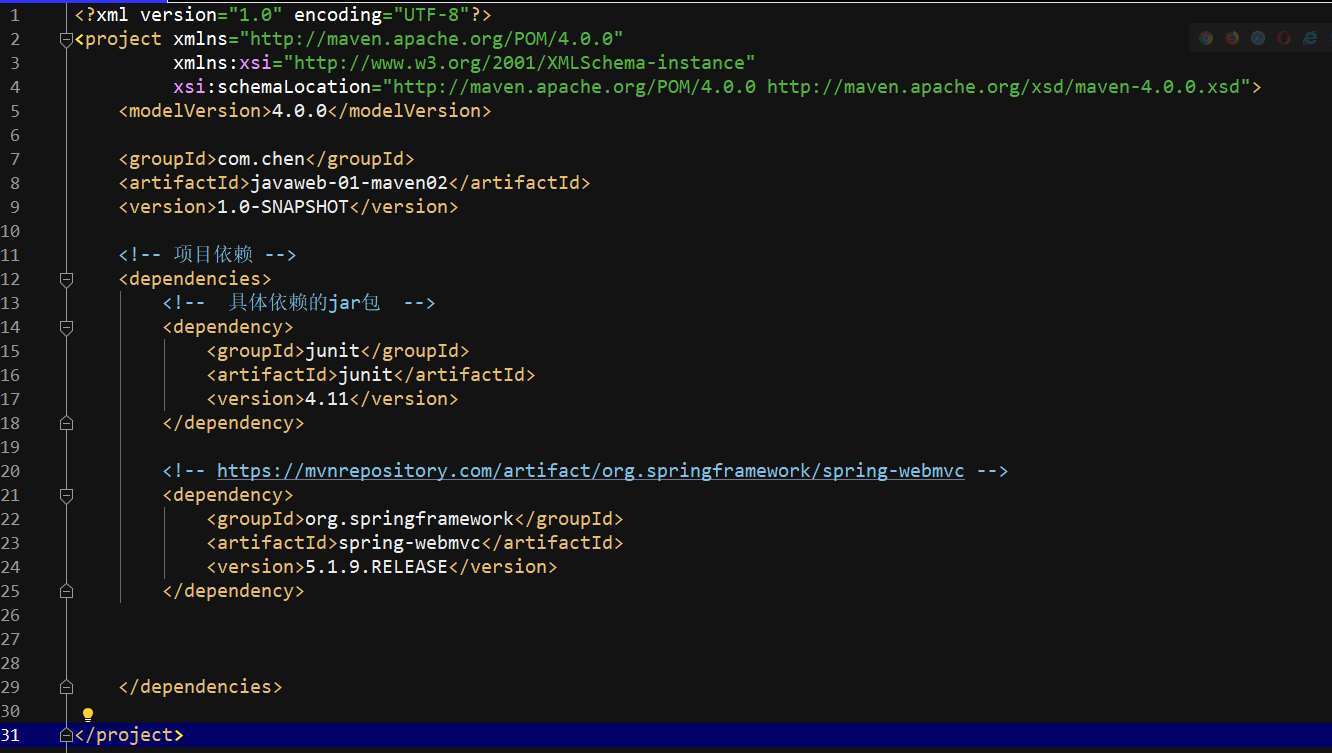 1 <?xml version="1.0" encoding="UTF-8"?>
2 <project xmlns="http://maven.apache.org/POM/4.0.0"
3 xmlns:xsi="http://www.w3.org/2001/XMLSchema-instance"
4 xsi:schemaLocation="http://maven.apache.org/POM/4.0.0 http://maven.apache.org/xsd/maven-4.0.0.xsd">
5 <modelVersion>4.0.0</modelVersion>
6
7 <groupId>com.chen</groupId>
8 <artifactId>javaweb-01-maven02</artifactId>
9 <version>1.0-SNAPSHOT</version>
10
11 <!-- 项目依赖 -->
12 <dependencies>
13 <!--  具体依赖的jar包  -->
14 <dependency>
15 <groupId>junit</groupId>
16 <artifactId>junit</artifactId>
17 <version>4.11</version>
18 </dependency>
19
20 <!-- https://mvnrepository.com/artifact/org.springframework/spring-webmvc -->
21 <dependency>
22 <groupId>org.springframework</groupId>
23 <artifactId>spring-webmvc</artifactId>
24 <version>5.1.9.RELEASE</version>
25 </dependency>
26
27
28
29 </dependencies>
30
31 </project>